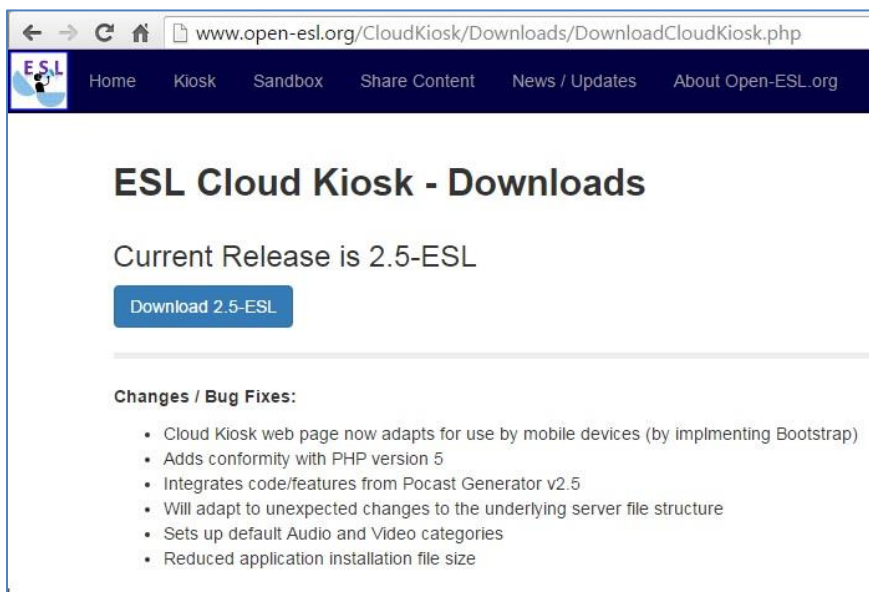 www.open-esl.org/CloudKiosk/Downloads/DownloadCloudKiosk.php
E.S.L
Home Kiosk Sandbox Share Content News / Updates About Open-ESL.org
ESL Cloud Kiosk - Downloads
Current Release is 2.5-ESL
Download 2.5-ESL
Changes / Bug Fixes:
• Cloud Kiosk web page now adapts for use by mobile devices (by implmenting Bootstrap)
• Adds conformity with PHP version 5
• Integrates code/features from Pocast Generator v2.5
• Will adapt to unexpected changes to the underlying server file structure
• Sets up default Audio and Video categories
• Reduced application installation file size